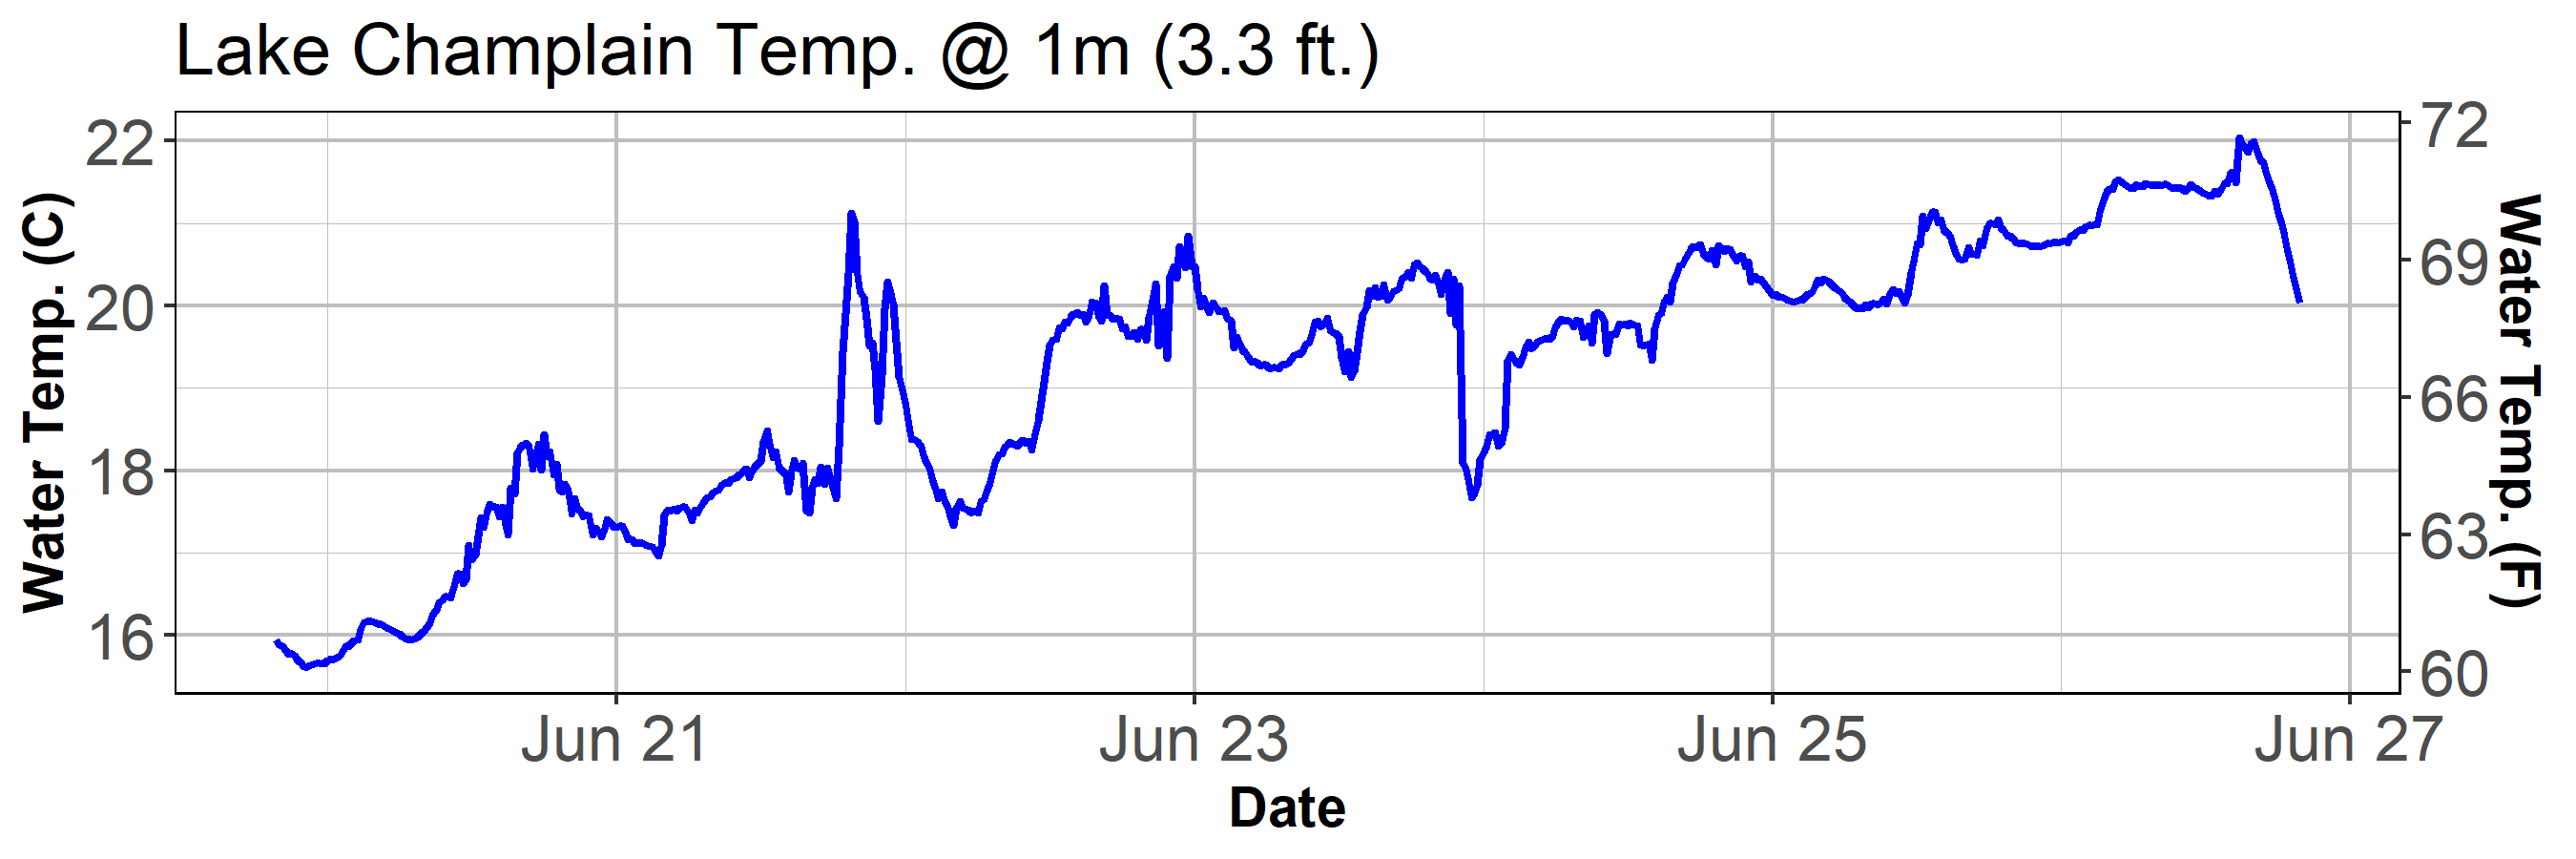 Lake Champlain Temp. @ 1m (3.3 ft.)
Water Temp. (C)
22
20
18
16
72
69
66
63
60
Water Temp. (F)
Jun 21 Jun 23 Jun 25 Jun 27
Date